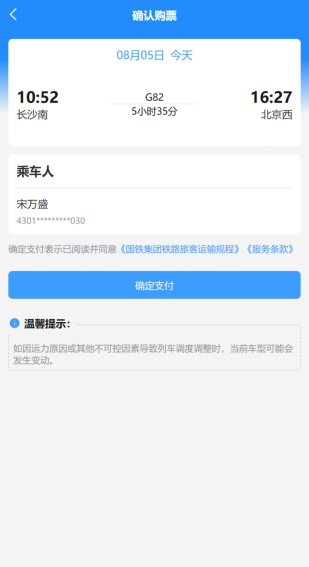 确认购票
08月05日 今天
10:52
G82
16:27
长沙南
5小时35分
北京西
乘车人
宋万盛
4301*********030
确定支付表示已阅读并同意《国铁集团铁路旅客运输规程》《服务条款》
确定支付
温馨提示：
如因运力原因或其他不可控因素导致列车调度调整时，当前车型可能会
发生变动。